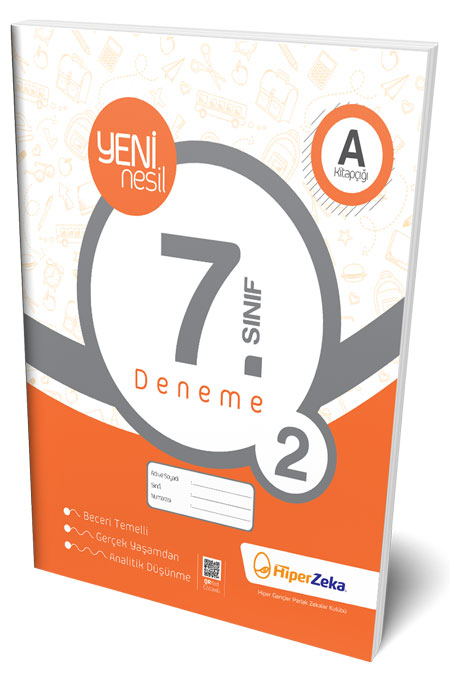 YENİ
nesil
A
Kitapçığı
7.
SINIF
Deneme
2
Adı ve Soyadı
Sınıfı
Numarası
Beceri Temelli
Gerçek Yaşamdan
Analitik Düşünme
HiperZeka.
Hiper Gençler Parlak Zekalar Kulübü